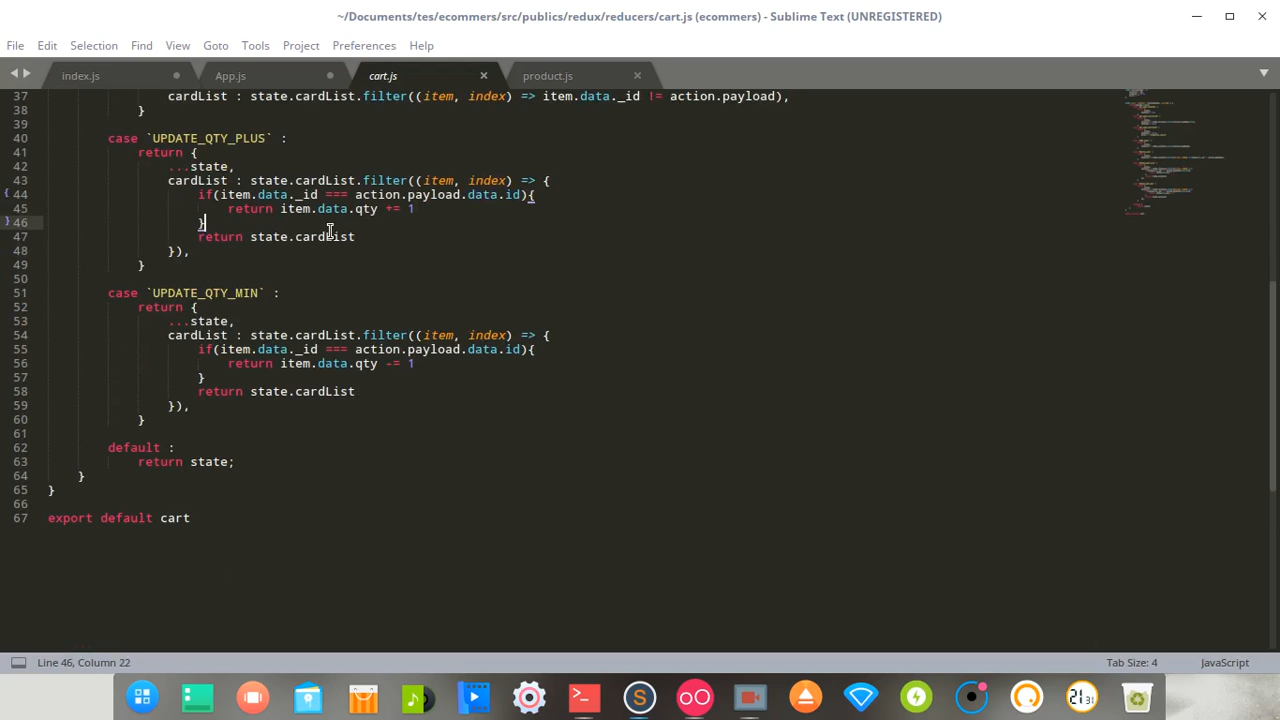 ~/Documents/tes/ecommers/src/publics/redux/reducers/cart.js (ecommers) - Sublime Text (UNREGISTERED)
File Edit Selection Find View Goto Tools Project Preferences Help
index.js App.js cart.js product.js
37 cardList : state.cardList.filter((item, index) => item.data._id != action.payload),
38 }
39
40 case `UPDATE_QTY_PLUS` :
41 return {
42 ...state,
43 cardList : state.cardList.filter((item, index) => {
44 if(item.data._id === action.payload.data.id){
45 return item.data.qty += 1
46 }
47 return state.cardList
48 }),
49 }
50
51 case `UPDATE_QTY_MIN` :
52 return {
53 ...state,
54 cardList : state.cardList.filter((item, index) => {
55 if(item.data._id === action.payload.data.id){
56 return item.data.qty -= 1
57 }
58 return state.cardList
59 }),
60 }
61
62 default :
63 return state;
64 }
65 }
66
67 export default cart
Line 46, Column 22 Tab Size: 4 JavaScript